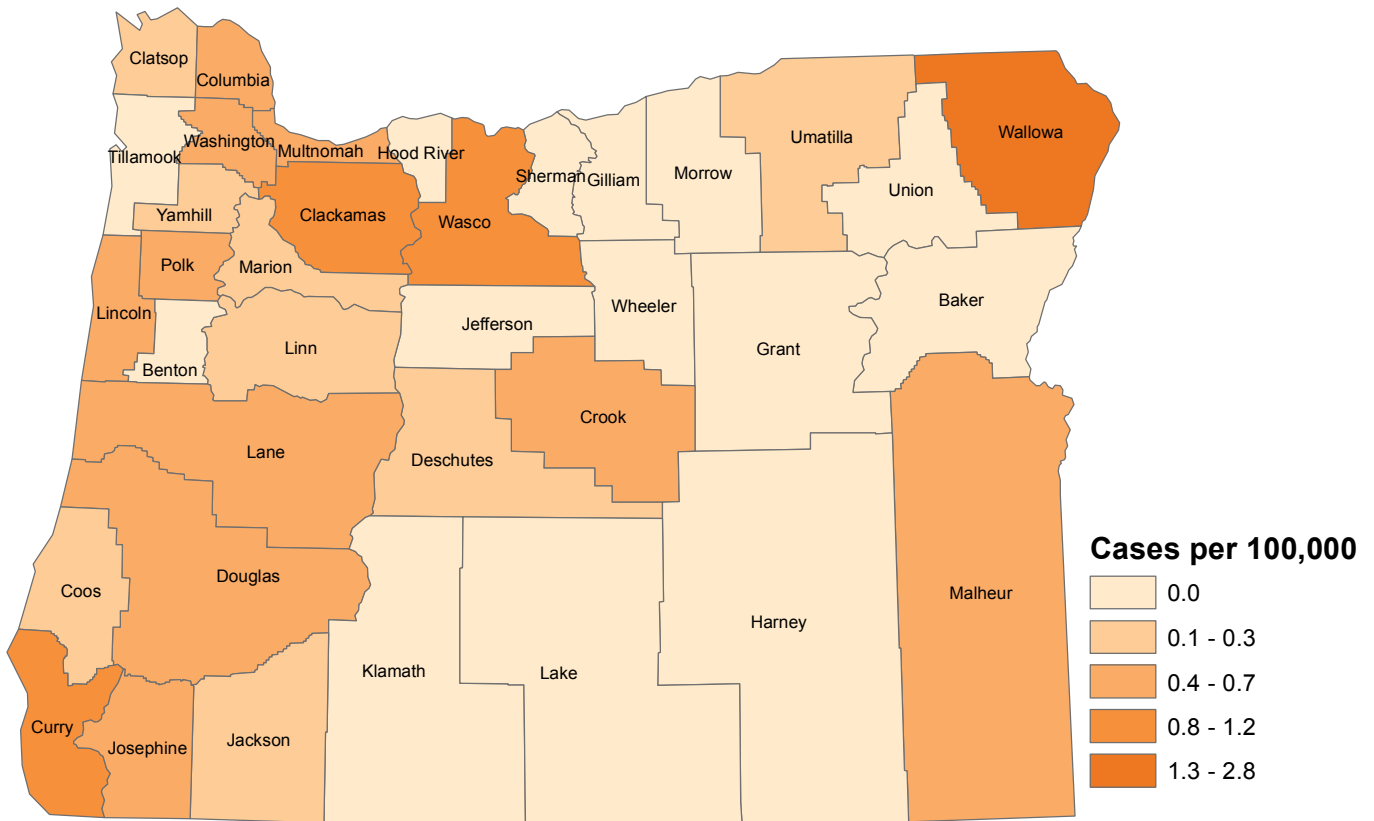 Clatsop
Columbia
Tillamook
Washington
Multnomah
Hood River
Sherman
Gilliam
Morrow
Umatilla
Wallowa
Union
Yamhill
Clackamas
Wasco
Polk
Marion
Baker
Lincoln
Jefferson
Wheeler
Grant
Linn
Benton
Crook
Lane
Deschutes
Douglas
Coos
Harney
Malheur
Klamath
Lake
Curry
Josephine
Jackson
Cases per 100,000
0.0
0.1 - 0.3
0.4 - 0.7
0.8 - 1.2
1.3 - 2.8